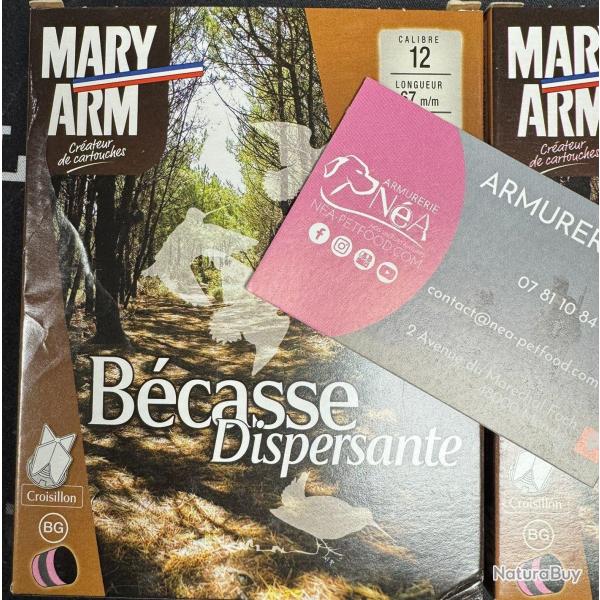 MARY
ARM
Créateur
de cartouches
CALIBRE
12
LONGUEUR
67 m/m
Bécasse
Dispersante
Croisillon
BG
ARMURERIE
NéA
NEA-PETFOOD.COM
ARMURER
07 81 10 84
contact@nea-petfood.com
2 Avenue du
MARY
ARM
Créateur
de cartouches
Croisillon
BG
NaturaBuy